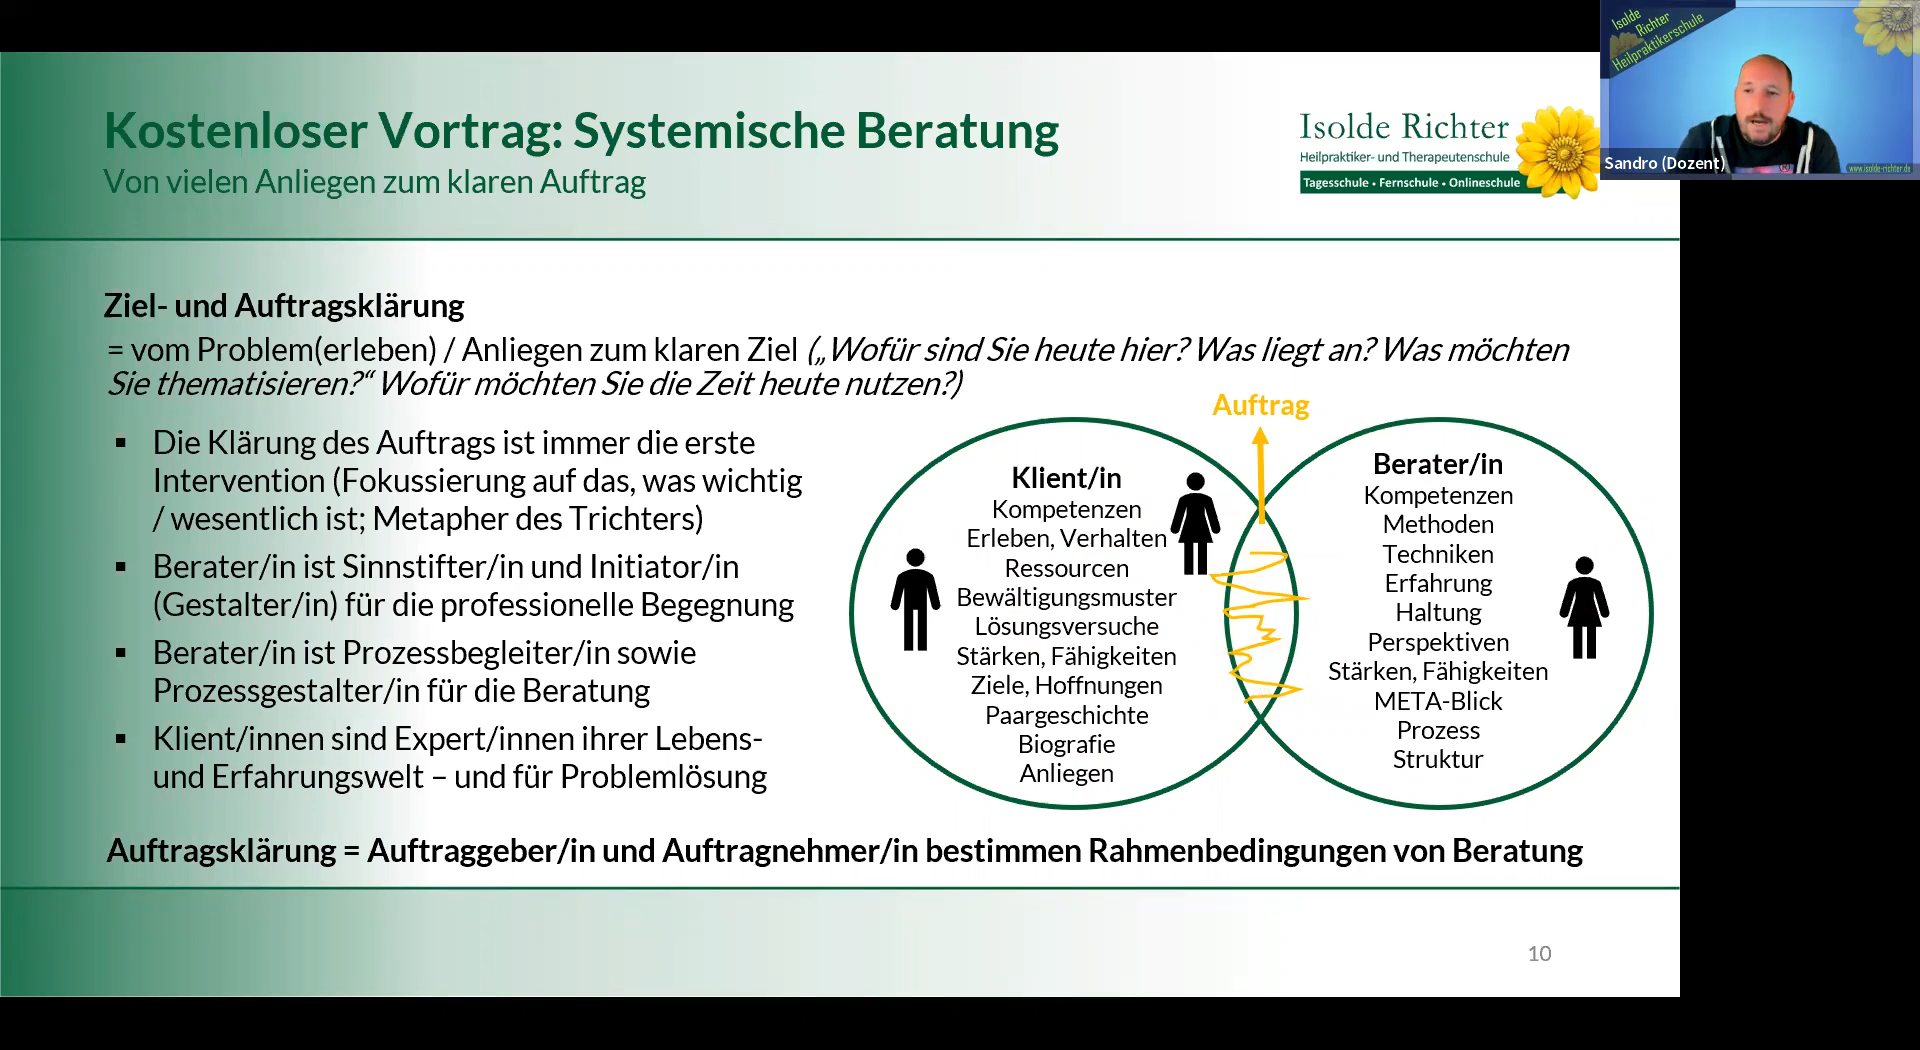 Kostenloser Vortrag: Systemische Beratung
Von vielen Anliegen zum klaren Auftrag
Isolde Richter
Heilpraktiker- und Therapeutenschule
Tagesschule • Fernschule • Onlineschule
Isolde
Richter
Heilpraktikerschule
Sandro (Dozent)
www.isolde-richter.de
Ziel- und Auftragsklärung
= vom Problem(erleben) / Anliegen zum klaren Ziel („Wofür sind Sie heute hier? Was liegt an? Was möchten
Sie thematisieren?“ Wofür möchten Sie die Zeit heute nutzen?)
▪ Die Klärung des Auftrags ist immer die erste
Intervention (Fokussierung auf das, was wichtig
/ wesentlich ist; Metapher des Trichters)
▪ Berater/in ist Sinnstifter/in und Initiator/in
(Gestalter/in) für die professionelle Begegnung
▪ Berater/in ist Prozessbegleiter/in sowie
Prozessgestalter/in für die Beratung
▪ Klient/innen sind Expert/innen ihrer Lebens-
und Erfahrungswelt – und für Problemlösung
Auftrag
Klient/in
Kompetenzen
Erleben, Verhalten
Ressourcen
Bewältigungsmuster
Lösungsversuche
Stärken, Fähigkeiten
Ziele, Hoffnungen
Paargeschichte
Biografie
Anliegen
Berater/in
Kompetenzen
Methoden
Techniken
Erfahrung
Haltung
Perspektiven
Stärken, Fähigkeiten
META-Blick
Prozess
Struktur
Auftragsklärung = Auftraggeber/in und Auftragnehmer/in bestimmen Rahmenbedingungen von Beratung
10